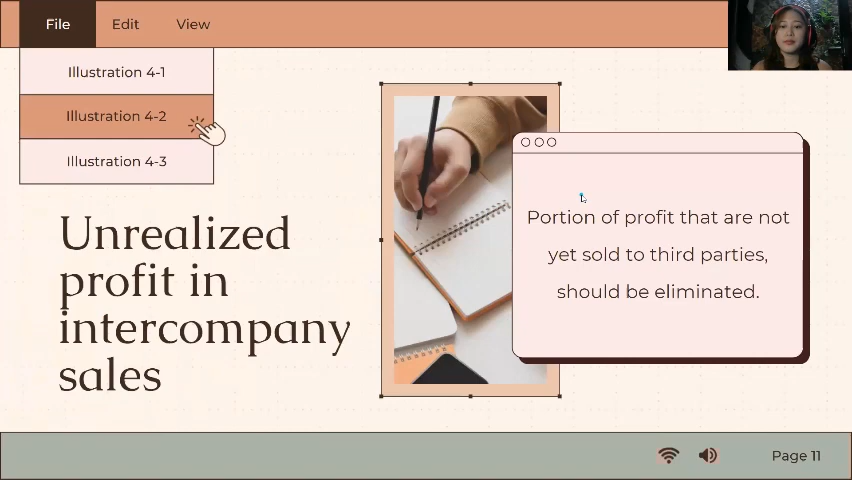 File Edit View
Illustration 4-1
Illustration 4-2
Illustration 4-3
Unrealized
profit in
intercompany
sales
Portion of profit that are not
yet sold to third parties,
should be eliminated.
Page 11